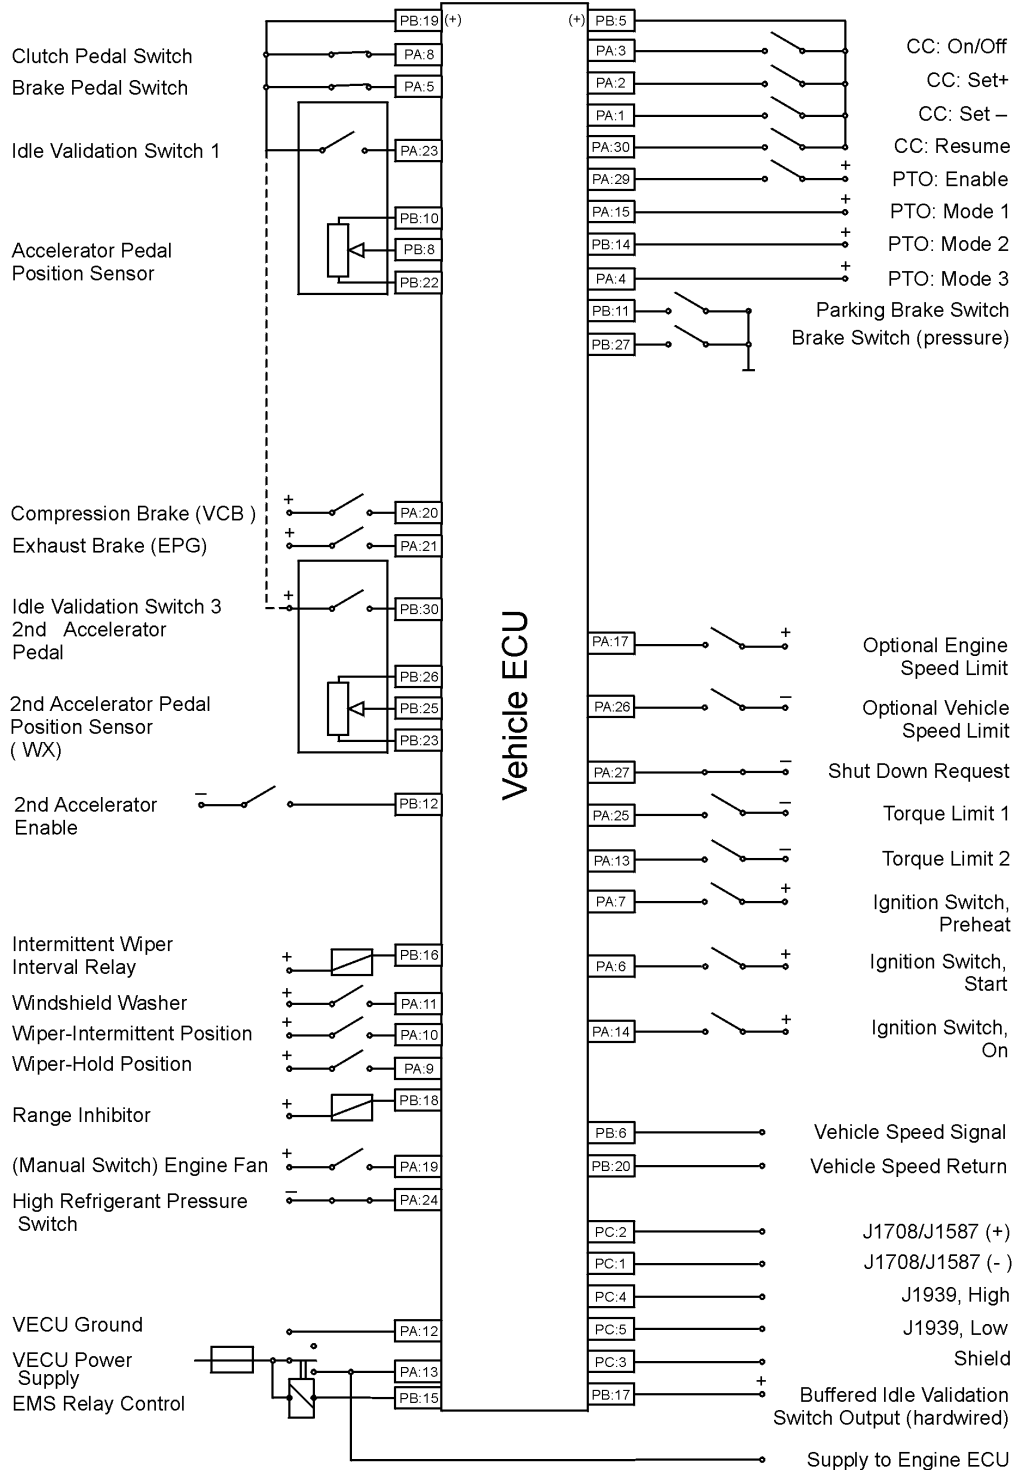 PB:19 (+)
Clutch Pedal Switch PA:8
Brake Pedal Switch PA:5
Idle Validation Switch 1 PA:23
PB:10
Accelerator Pedal PB:8
Position Sensor PB:22
Compression Brake (VCB ) + PA:20
Exhaust Brake (EPG) + PA:21
Idle Validation Switch 3 + PB:30
2nd Accelerator
Pedal
PB:26
2nd Accelerator Pedal PB:25
Position Sensor
( WX) PB:23
2nd Accelerator – PB:12
Enable
Intermittent Wiper PB:16
Interval Relay +
Windshield Washer + PA:11
Wiper-Intermittent Position + PA:10
Wiper-Hold Position + PA:9
PB:18
Range Inhibitor +
(Manual Switch) Engine Fan + PA:19
High Refrigerant Pressure – PA:24
Switch
VECU Ground PA:12
VECU Power PA:13
Supply
EMS Relay Control PB:15
Vehicle ECU
(+) PB:5
PA:3 CC: On/Off
PA:2 CC: Set+
PA:1 CC: Set –
PA:30 CC: Resume
PA:29 + PTO: Enable
PA:15 + PTO: Mode 1
PB:14 + PTO: Mode 2
PA:4 + PTO: Mode 3
PB:11 Parking Brake Switch
PB:27 Brake Switch (pressure)
PA:17 + Optional Engine
Speed Limit
PA:26 – Optional Vehicle
Speed Limit
PA:27 – Shut Down Request
PA:25 – Torque Limit 1
PA:13 – Torque Limit 2
PA:7 + Ignition Switch,
Preheat
PA:6 + Ignition Switch,
Start
PA:14 + Ignition Switch,
On
PB:6 Vehicle Speed Signal
PB:20 Vehicle Speed Return
PC:2 J1708/J1587 (+)
PC:1 J1708/J1587 (- )
PC:4 J1939, High
PC:5 J1939, Low
PC:3 Shield
PB:17 + Buffered Idle Validation
Switch Output (hardwired)
Supply to Engine ECU